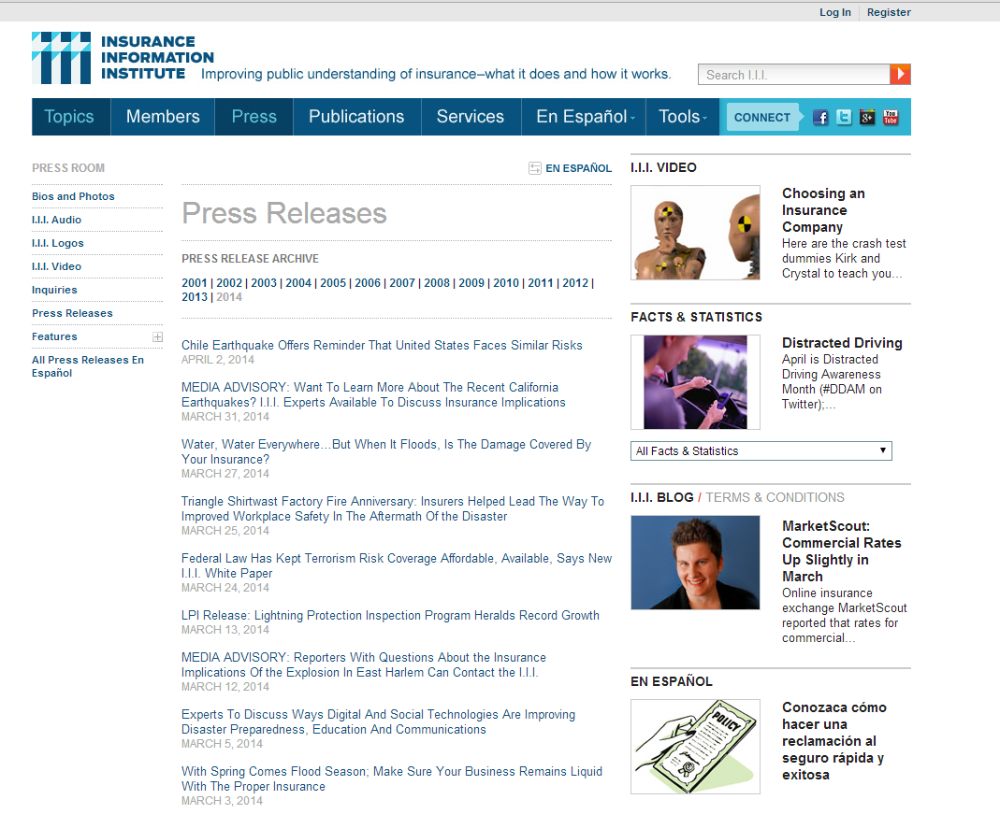 Log In
Register
INSURANCE
INFORMATION
INSTITUTE
Improving public understanding of insurance–what it does and how it works.
Search I.I.I.
Topics
Members
Press
Publications
Services
En Español
Tools
CONNECT
f
t
g+
You
Tube
PRESS ROOM
Bios and Photos
I.I.I. Audio
I.I.I. Logos
I.I.I. Video
Inquiries
Press Releases
Features
All Press Releases En
Español
EN ESPAÑOL
Press Releases
PRESS RELEASE ARCHIVE
2001 | 2002 | 2003 | 2004 | 2005 | 2006 | 2007 | 2008 | 2009 | 2010 | 2011 | 2012 |
2013 | 2014
Chile Earthquake Offers Reminder That United States Faces Similar Risks
APRIL 2, 2014
MEDIA ADVISORY: Want To Learn More About The Recent California
Earthquakes? I.I.I. Experts Available To Discuss Insurance Implications
MARCH 31, 2014
Water, Water Everywhere…But When It Floods, Is The Damage Covered By
Your Insurance?
MARCH 27, 2014
Triangle Shirtwast Factory Fire Anniversary: Insurers Helped Lead The Way To
Improved Workplace Safety In The Aftermath Of the Disaster
MARCH 25, 2014
Federal Law Has Kept Terrorism Risk Coverage Affordable, Available, Says New
I.I.I. White Paper
MARCH 24, 2014
LPI Release: Lightning Protection Inspection Program Heralds Record Growth
MARCH 13, 2014
MEDIA ADVISORY: Reporters With Questions About the Insurance
Implications Of the Explosion In East Harlem Can Contact the I.I.I.
MARCH 12, 2014
Experts To Discuss Ways Digital And Social Technologies Are Improving
Disaster Preparedness, Education And Communications
MARCH 5, 2014
With Spring Comes Flood Season; Make Sure Your Business Remains Liquid
With The Proper Insurance
MARCH 3, 2014
I.I.I. VIDEO
Choosing an
Insurance
Company
Here are the crash test
dummies Kirk and
Crystal to teach you...
FACTS & STATISTICS
Distracted Driving
April is Distracted
Driving Awareness
Month (#DDAM on
Twitter);...
All Facts & Statistics
I.I.I. BLOG / TERMS & CONDITIONS
MarketScout:
Commercial Rates
Up Slightly in
March
Online insurance
exchange MarketScout
reported that rates for
commercial...
EN ESPAÑOL
POLICY
Conozaca cómo
hacer una
reclamación al
seguro rápida y
exitosa